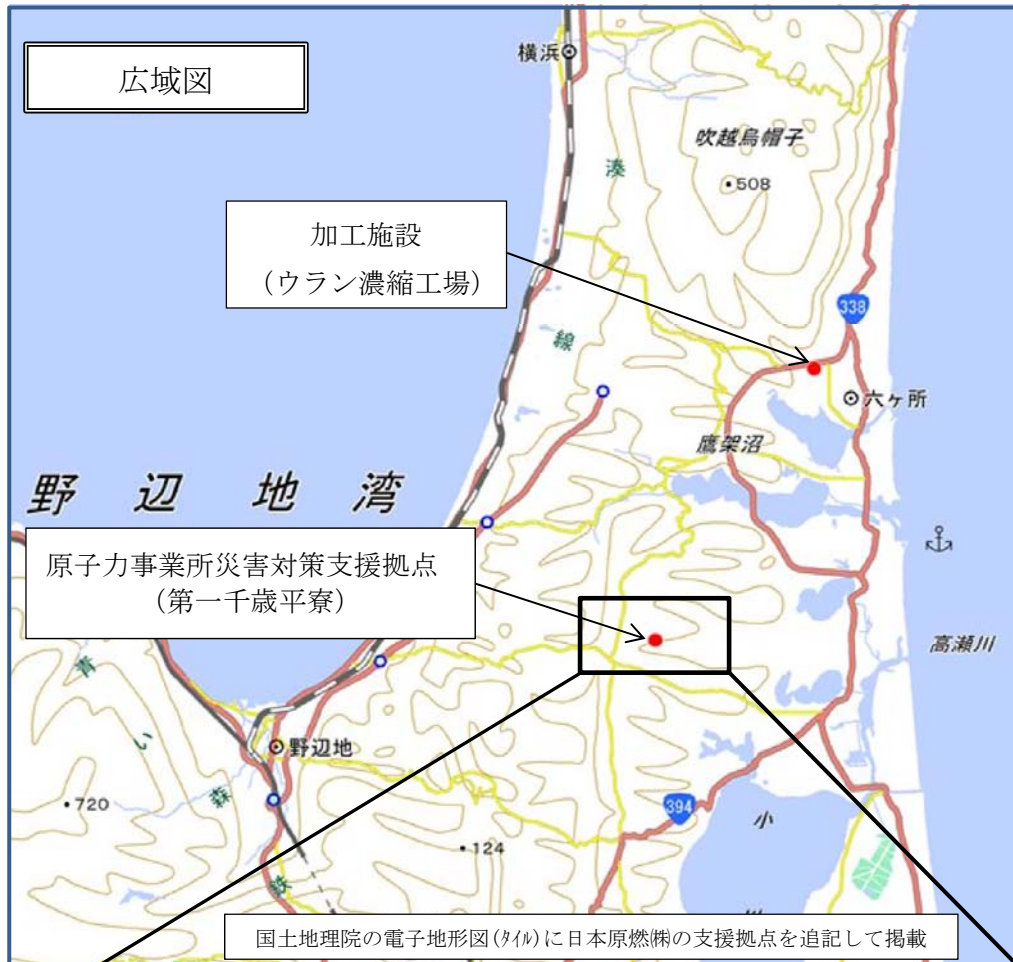 広域図
横浜
吹越烏帽子
508
湊
加工施設
（ウラン濃縮工場）
338
線
六ヶ所
鷹架沼
野辺地湾
原子力事業所災害対策支援拠点
（第一千歳平寮）
高瀬川
青い森鉄
野辺地
720
394
小川
124
国土地理院の電子地形図(ﾀｲﾙ)に日本原燃㈱の支援拠点を追記して掲載